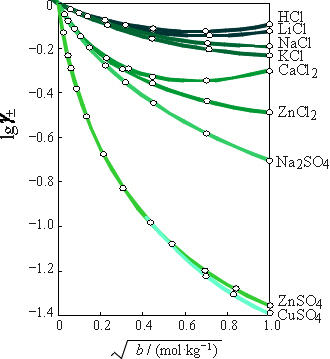 0
HCl
LiCl
NaCl
KCl
CaCl₂
ZnCl₂
Na₂SO₄
ZnSO₄
CuSO₄
−0.2
−0.4
−0.6
−0.8
−1.0
−1.2
−1.4
lg γ±
0 0.2 0.4 0.6 0.8 1.0
√ b / (mol·kg⁻¹)